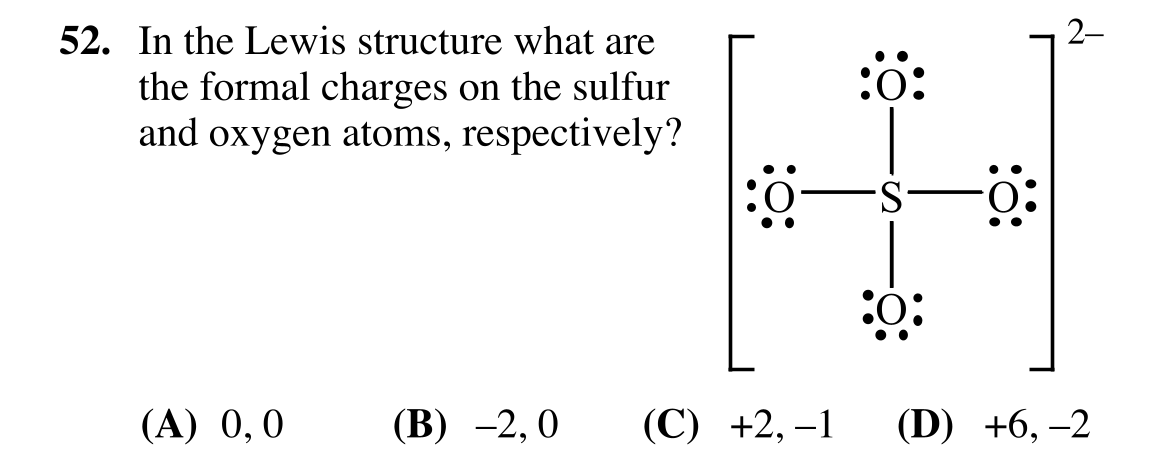 52. In the Lewis structure what are
the formal charges on the sulfur
and oxygen atoms, respectively?
2–
O
O S O
O
(A) 0, 0 (B) –2, 0 (C) +2, –1 (D) +6, –2